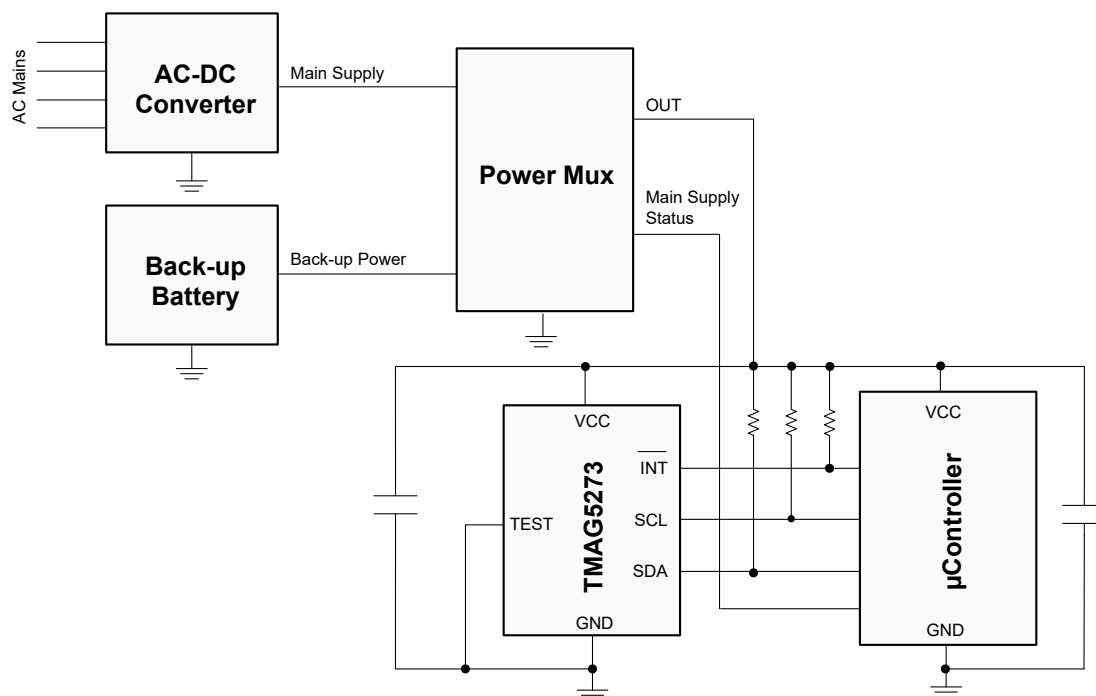 AC Mains
AC-DC
Converter
Main Supply
Power Mux
OUT
Main Supply
Status
Back-up
Battery
Back-up Power
VCC
TMAG5273
INT
SCL
SDA
TEST
GND
VCC
µController
GND